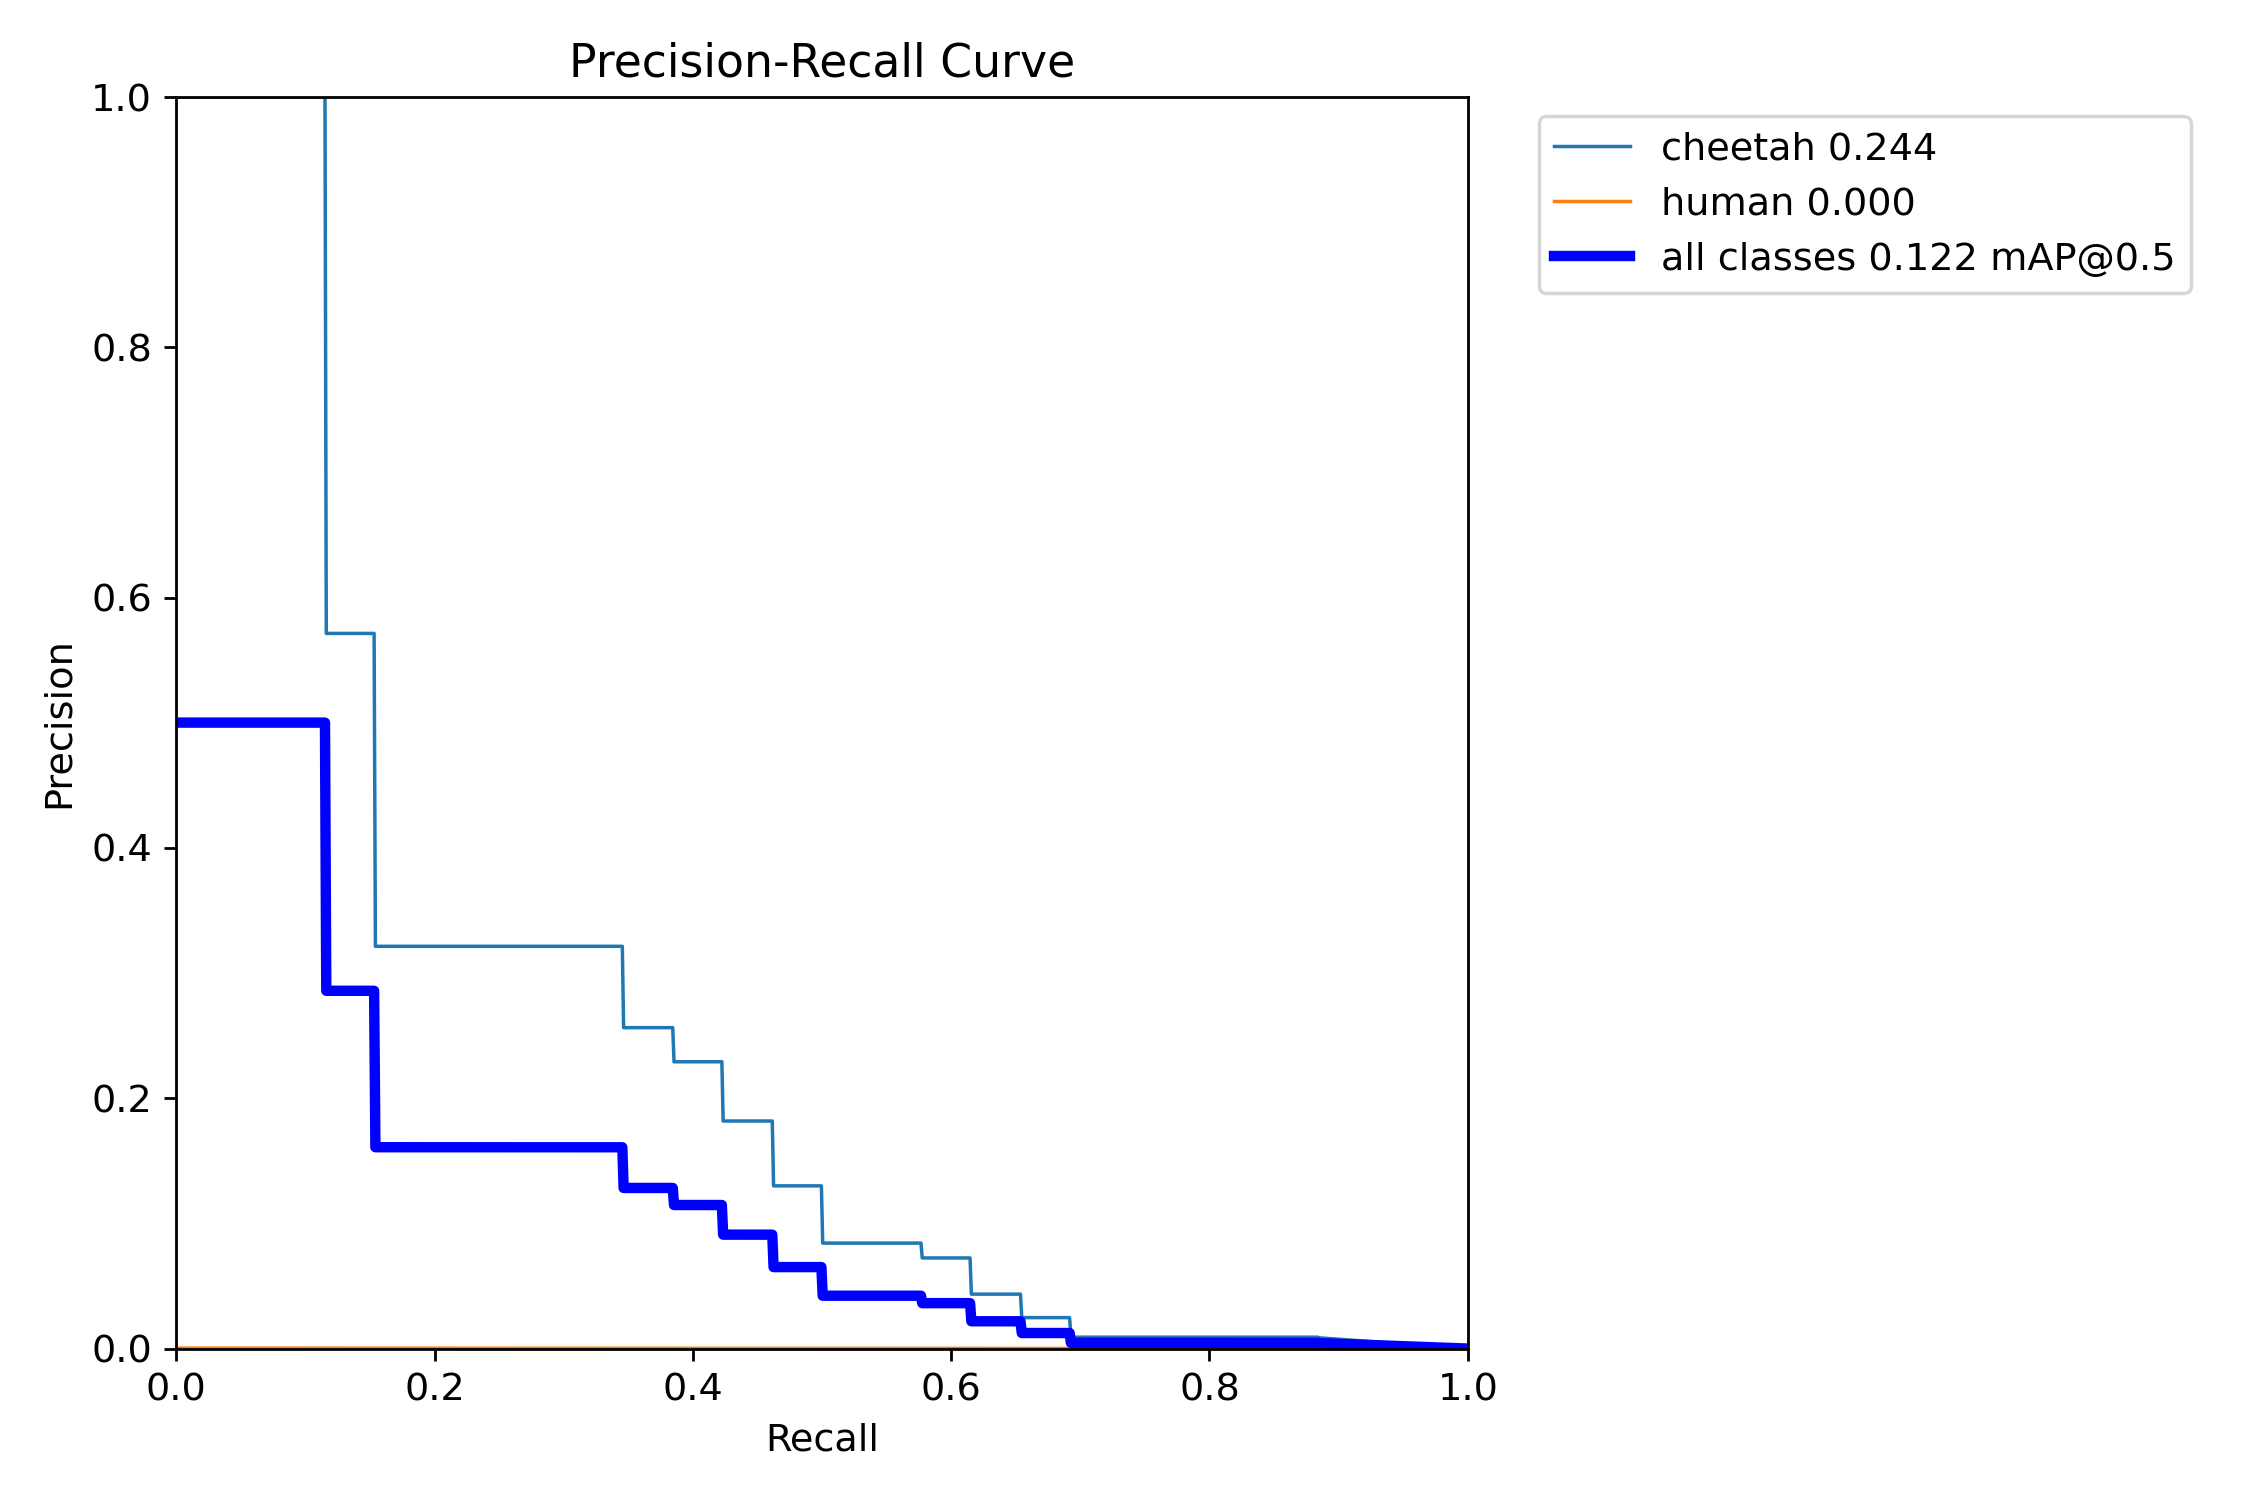 Precision-Recall Curve
1.0
0.8
0.6
0.4
0.2
0.0
Precision
0.0 0.2 0.4 0.6 0.8 1.0
Recall
cheetah 0.244
human 0.000
all classes 0.122 mAP@0.5